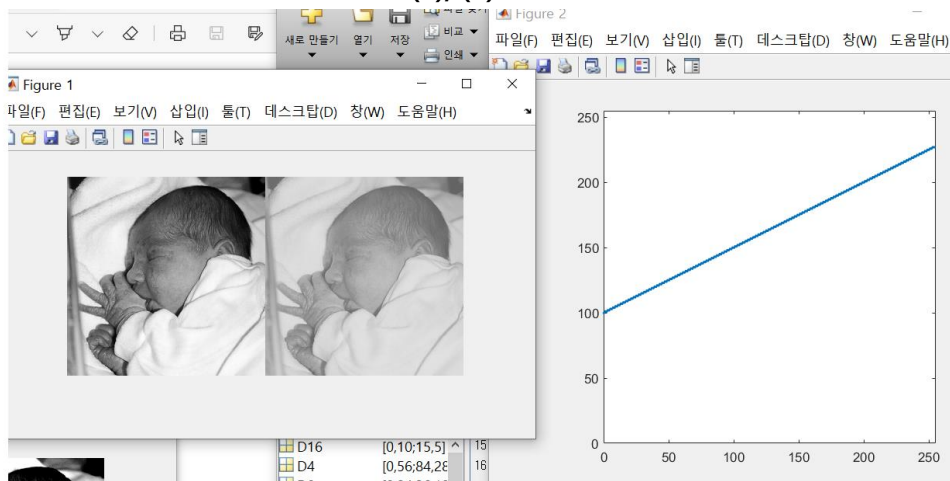 새로 만들기
열기
저장
비교
인쇄
Figure 1
파일(F) 편집(E) 보기(V) 삽입(I) 툴(T) 데스크탑(D) 창(W) 도움말(H)
Figure 2
파일(F) 편집(E) 보기(V) 삽입(I) 툴(T) 데스크탑(D) 창(W) 도움말(H)
250
200
150
100
50
0
0 50 100 150 200 250
D16 [0,10;15,5] 15
D4 [0,56;84,28 16